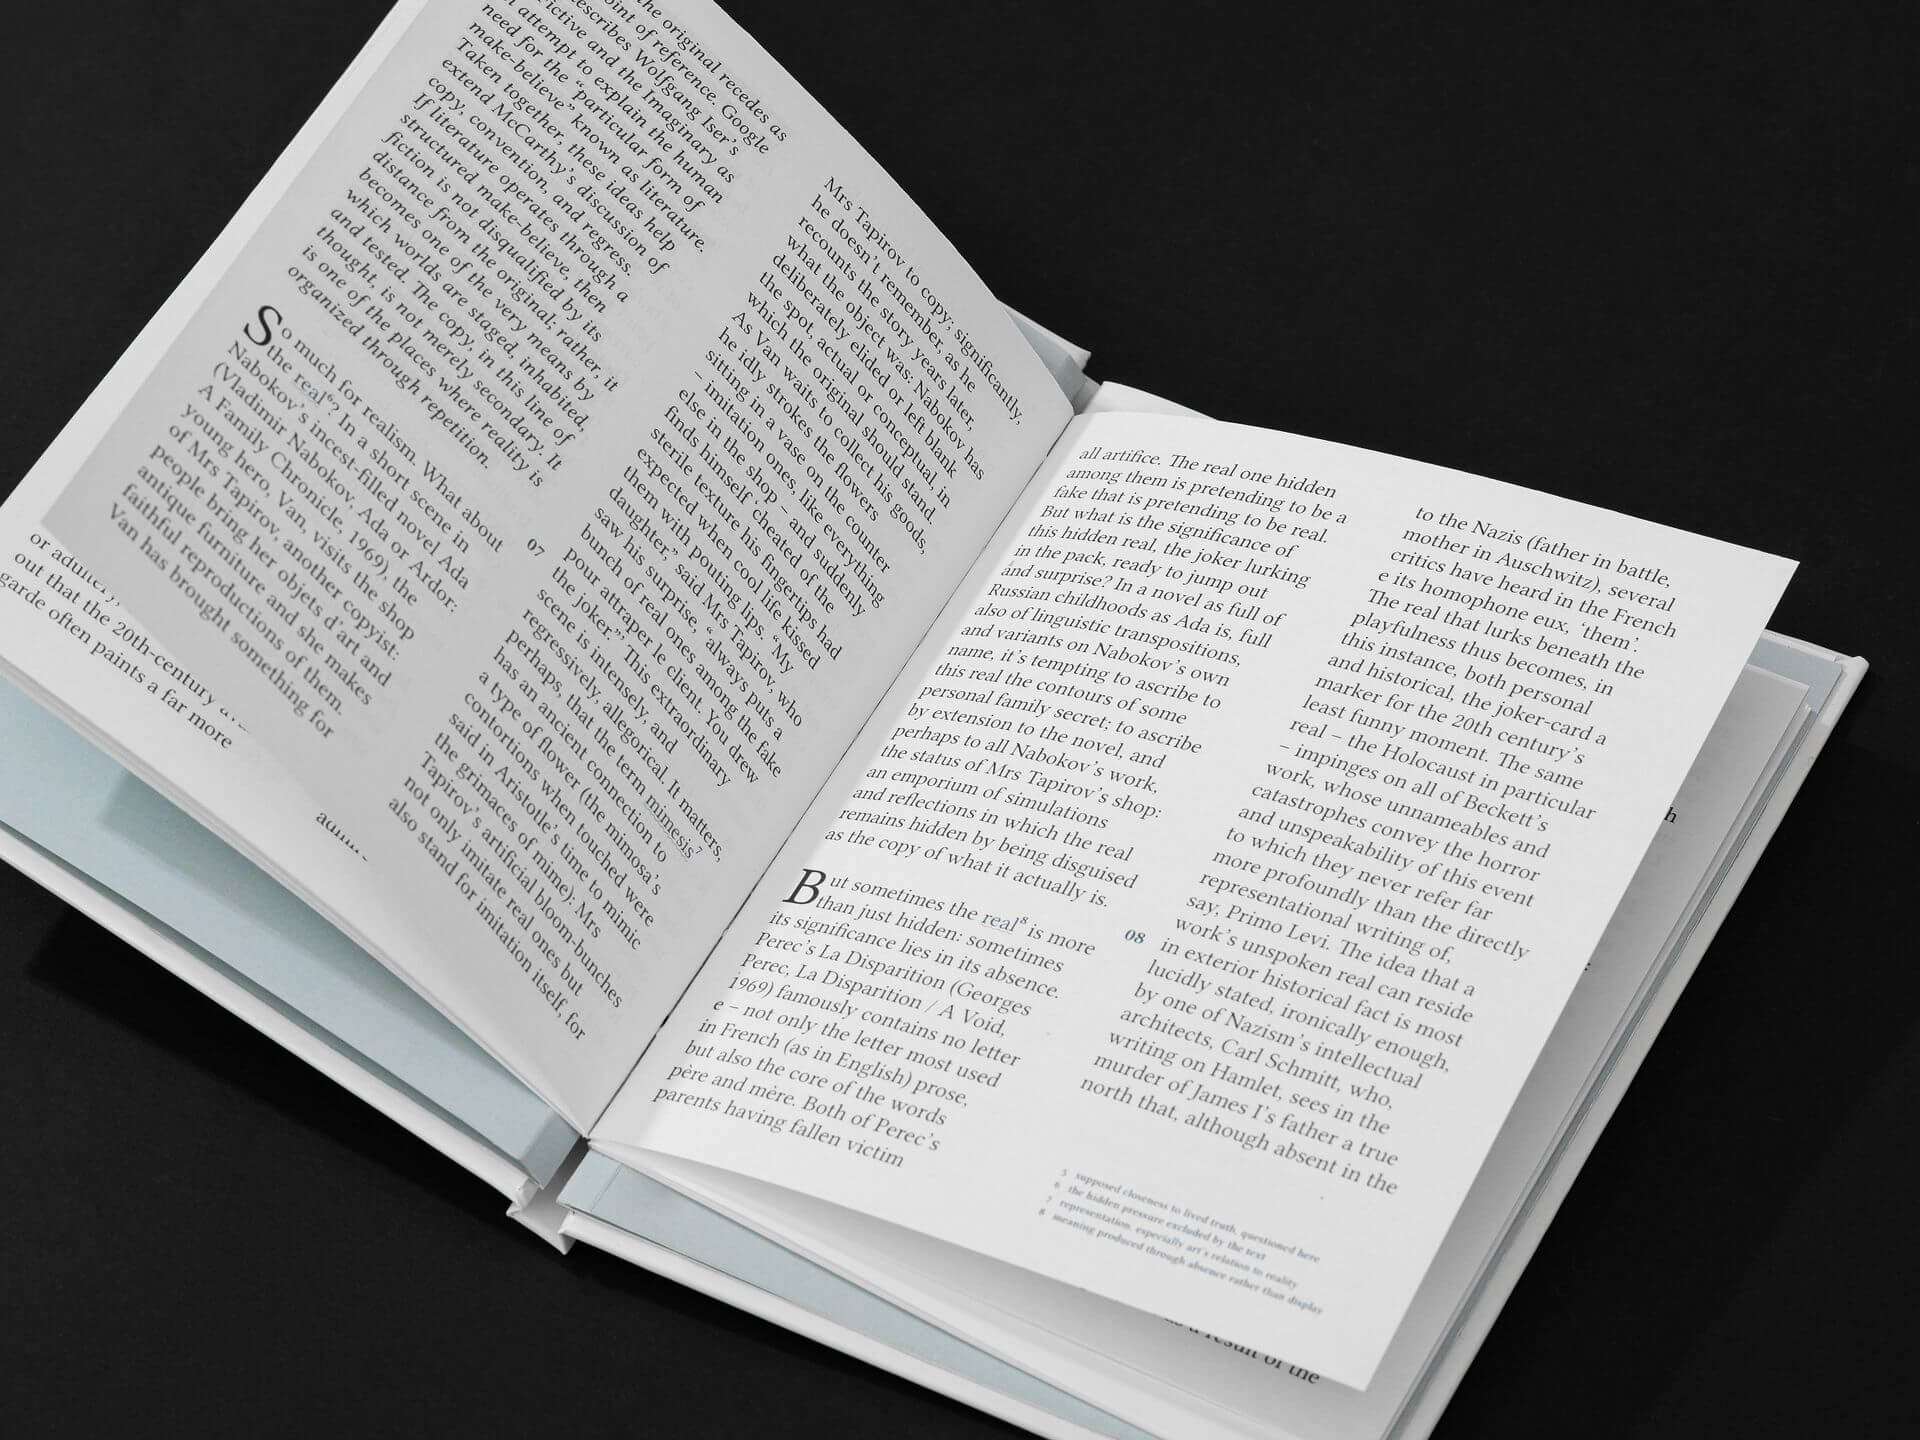 the original recedes as
point of reference. Google
describes Wolfgang Iser's
Fictive and the Imaginary as
attempt to explain the human
need for the “particular form of
make-believe” known as literature.
Taken together, these ideas help
extend McCarthy's discussion of
copy, convention, and regress.
If literature operates through a
structured make-believe, then
fiction is not disqualified by its
distance from the original; rather, it
becomes one of the very means by
which worlds are staged, inhabited,
and tested. The copy, in this line of
thought, is not merely secondary. It
is one of the places where reality is
organized through repetition.
So much for realism. What about
the real⁶? In a short scene in
Nabokov's incest-filled novel Ada
(Vladimir Nabokov, Ada or Ardor:
A Family Chronicle, 1969), the
young hero, Van, visits the shop
of Mrs Tapirov, another copyist:
people bring her objets d'art and
antique furniture and she makes
faithful reproductions of them.
Van has brought something for
07
Mrs Tapirov to copy; significantly,
he doesn't remember, as he
recounts the story years later,
what the object was: Nabokov has
deliberately elided or left blank
the spot, actual or conceptual, in
which the original should stand.
As Van waits to collect his goods,
he idly strokes the flowers
sitting in a vase on the counter
– imitation ones, like everything
else in the shop – and suddenly
finds himself ‘cheated of the
sterile texture his fingertips had
expected when cool life kissed
them with pouting lips. “My
daughter,” said Mrs Tapirov, who
saw his surprise, “always puts a
bunch of real ones among the fake
pour attraper le client. You drew
the joker.”’ This extraordinary
scene is intensely, and
regressively, allegorical. It matters,
perhaps, that the term mimesis⁷
has an ancient connection to
a type of flower (the mimosa's
contortions when touched were
said in Aristotle's time to mimic
the grimaces of mime): Mrs
Tapirov's artificial bloom-bunches
not only imitate real ones but
also stand for imitation itself, for
out that the 20th-century
garde often paints a far more
all artifice. The real one hidden
among them is pretending to be a
fake that is pretending to be real.
But what is the significance of
this hidden real, the joker lurking
in the pack, ready to jump out
and surprise? In a novel as full of
Russian childhoods as Ada is, full
also of linguistic transpositions,
and variants on Nabokov's own
name, it's tempting to ascribe to
this real the contours of some
personal family secret; to ascribe
by extension to the novel, and
perhaps to all Nabokov's work,
the status of Mrs Tapirov's shop:
an emporium of simulations
and reflections in which the real
remains hidden by being disguised
as the copy of what it actually is.
But sometimes the real⁸ is more
than just hidden: sometimes
its significance lies in its absence.
Perec's La Disparition (Georges
Perec, La Disparition / A Void,
1969) famously contains no letter
e – not only the letter most used
in French (as in English) prose,
but also the core of the words
père and mère. Both of Perec's
parents having fallen victim
08
to the Nazis (father in battle,
mother in Auschwitz), several
critics have heard in the French
e its homophone eux, ‘them’.
The real that lurks beneath the
playfulness thus becomes, in
this instance, both personal
and historical, the joker-card a
marker for the 20th century's
least funny moment. The same
real – the Holocaust in particular
– impinges on all of Beckett's
work, whose unnameables and
catastrophes convey the horror
and unspeakability of this event
to which they never refer far
more profoundly than the directly
representational writing of,
say, Primo Levi. The idea that a
work's unspoken real can reside
in exterior historical fact is most
lucidly stated, ironically enough,
by one of Nazism's intellectual
architects, Carl Schmitt, who,
writing on Hamlet, sees in the
murder of James I's father a true
north that, although absent in the
5 supposed closeness to lived truth, questioned here
6 the hidden pressure excluded by the text
7 representation, especially art's relation to reality
8 meaning produced through absence rather than display
as a result of the